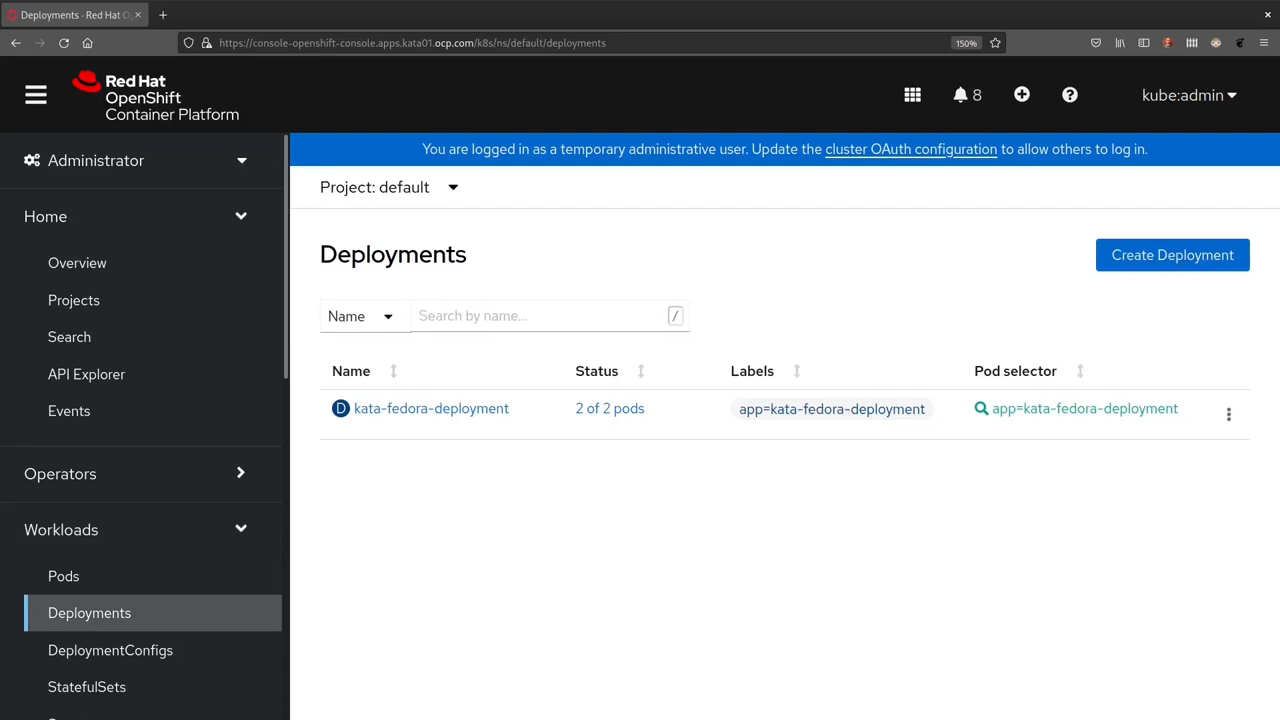 Deployments · Red Hat O
https://console-openshift-console.apps.kata01.ocp.com/k8s/ns/default/deployments
150%
Red Hat
OpenShift
Container Platform
8
kube:admin
Administrator
You are logged in as a temporary administrative user. Update the cluster OAuth configuration to allow others to log in.
Project: default
Home
Overview
Projects
Search
API Explorer
Events
Operators
Workloads
Pods
Deployments
DeploymentConfigs
StatefulSets
Deployments
Create Deployment
Name
Search by name...
/
Name
Status
Labels
Pod selector
D kata-fedora-deployment
2 of 2 pods
app=kata-fedora-deployment
app=kata-fedora-deployment